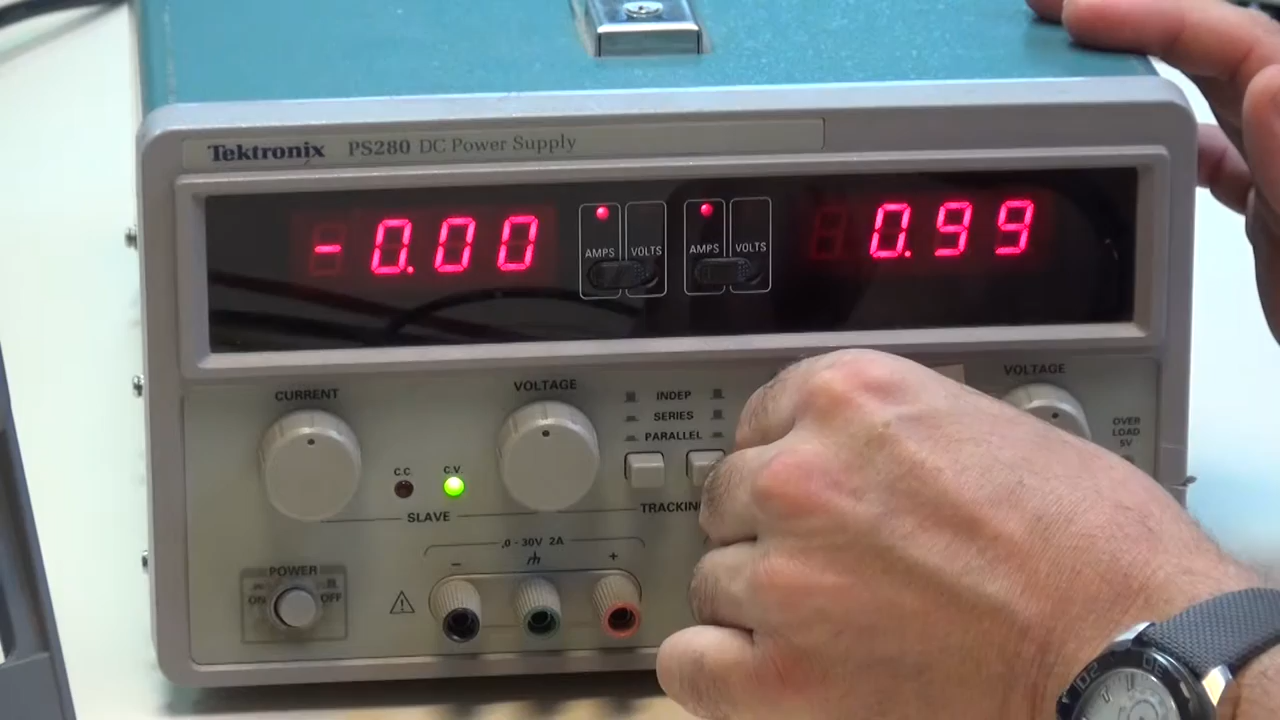 Tektronix PS280 DC Power Supply
-0.00
AMPS VOLTS
AMPS VOLTS
0.99
CURRENT
VOLTAGE
INDEP
SERIES
PARALLEL
VOLTAGE
OVER
LOAD
5V
C.C
C.V.
SLAVE
TRACKING
0-30V 2A
- +
POWER
ON OFF